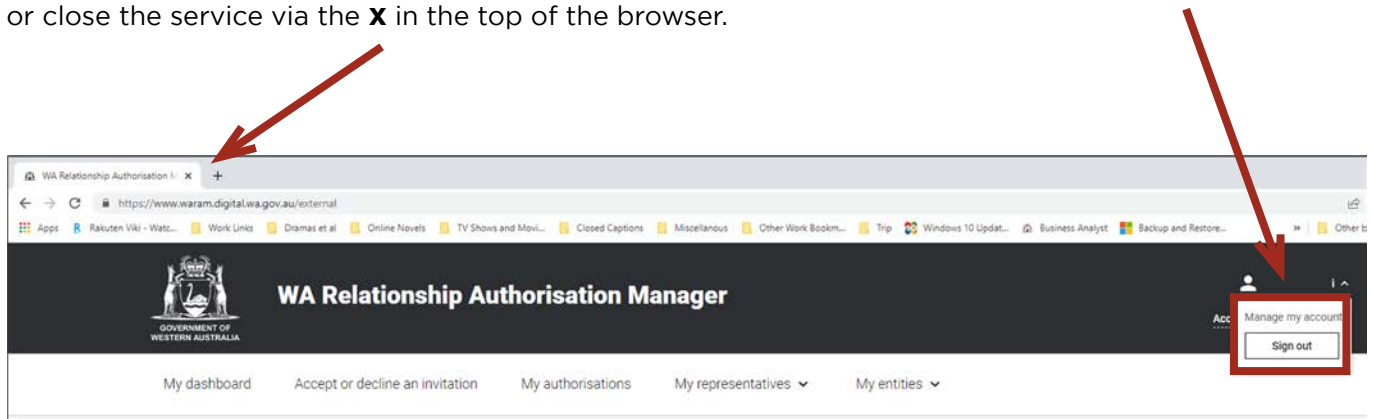 or close the service via the X in the top of the browser.
WA Relationship Authorisation M
https://www.waram.digital.wa.gov.au/external
Apps Rakuten Viki - Watc... Work Links Dramas et al Online Novels TV Shows and Movi... Closed Captions Miscellanous Other Work Bookm... Trip Windows 10 Updat... Business Analyst Backup and Restore... » Other b
WA Relationship Authorisation Manager
GOVERNMENT OF
WESTERN AUSTRALIA
i
Acc
Manage my account
Sign out
My dashboard Accept or decline an invitation My authorisations My representatives My entities